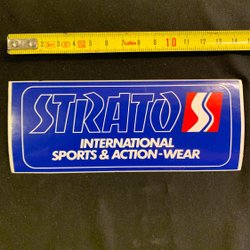 STRATO S
INTERNATIONAL
SPORTS & ACTION-WEAR